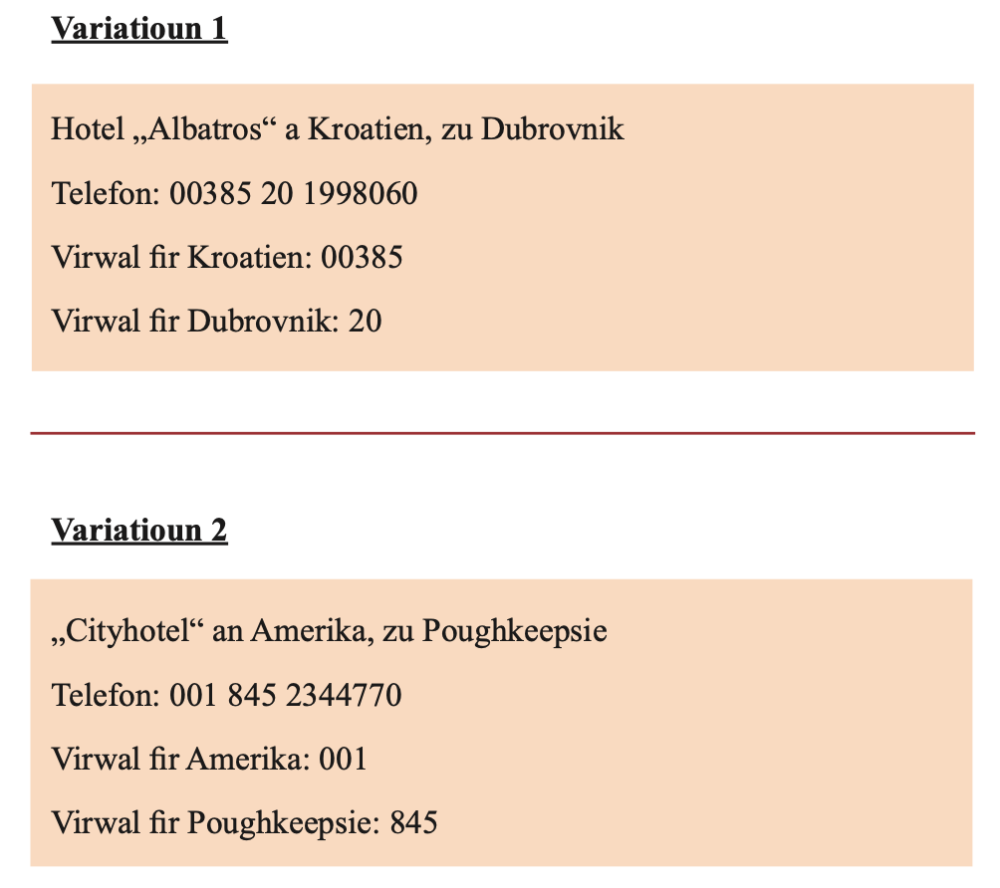 Variatioun 1
Hotel „Albatros“ a Kroatien, zu Dubrovnik
Telefon: 00385 20 1998060
Virwal fir Kroatien: 00385
Virwal fir Dubrovnik: 20
Variatioun 2
„Cityhotel“ an Amerika, zu Poughkeepsie
Telefon: 001 845 2344770
Virwal fir Amerika: 001
Virwal fir Poughkeepsie: 845